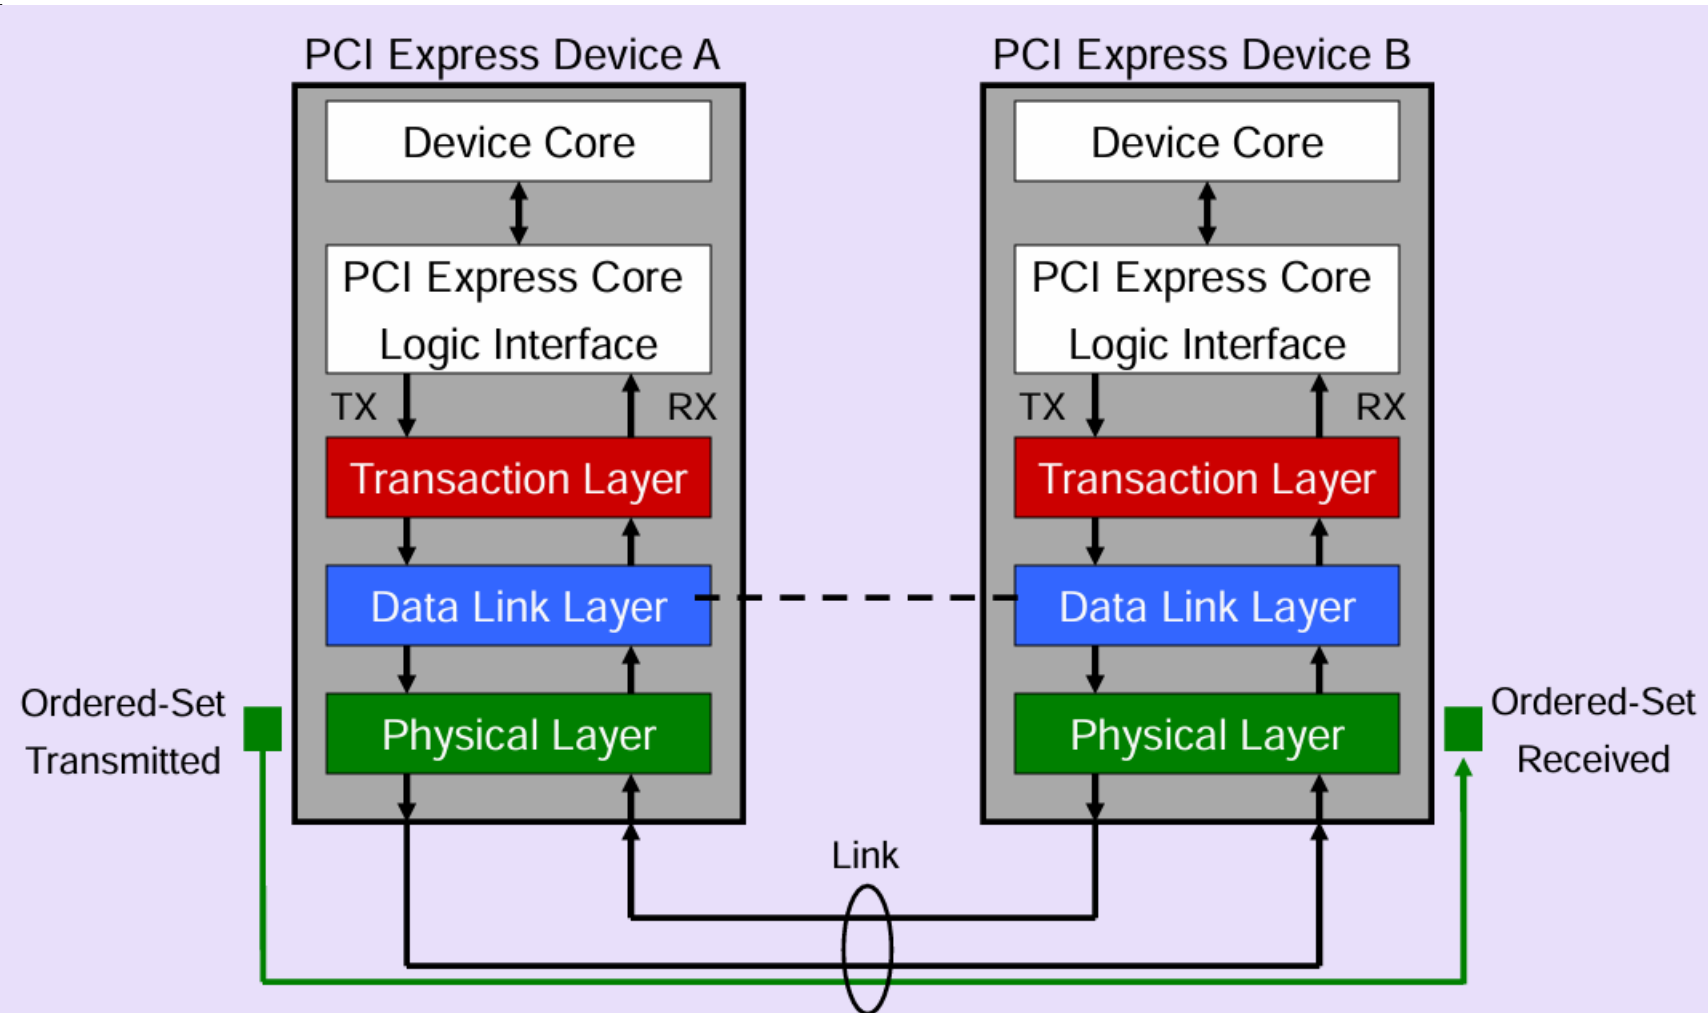 PCI Express Device A
PCI Express Device B
Device Core
Device Core
PCI Express Core
Logic Interface
PCI Express Core
Logic Interface
TX
RX
TX
RX
Transaction Layer
Transaction Layer
Data Link Layer
Data Link Layer
Ordered-Set
Transmitted
Physical Layer
Physical Layer
Ordered-Set
Received
Link